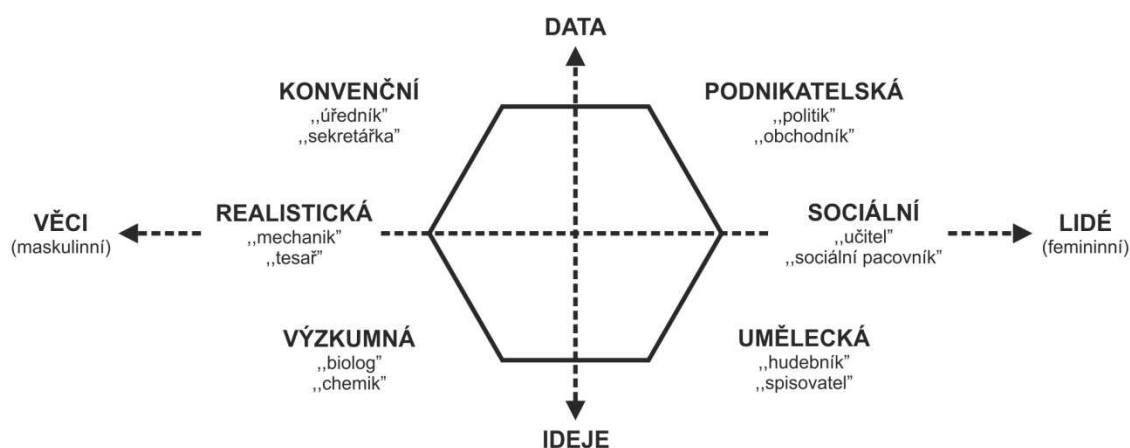 DATA
KONVENČNÍ
,,úředník”
,,sekretářka”
PODNIKATELSKÁ
,,politik”
,,obchodník”
VĚCI
(maskulinní)
REALISTICKÁ
,,mechanik”
,,tesař”
SOCIÁLNÍ
,,učitel”
,,sociální pacovník”
LIDÉ
(femininní)
VÝZKUMNÁ
,,biolog”
,,chemik”
UMĚLECKÁ
,,hudebník”
,,spisovatel”
IDEJE